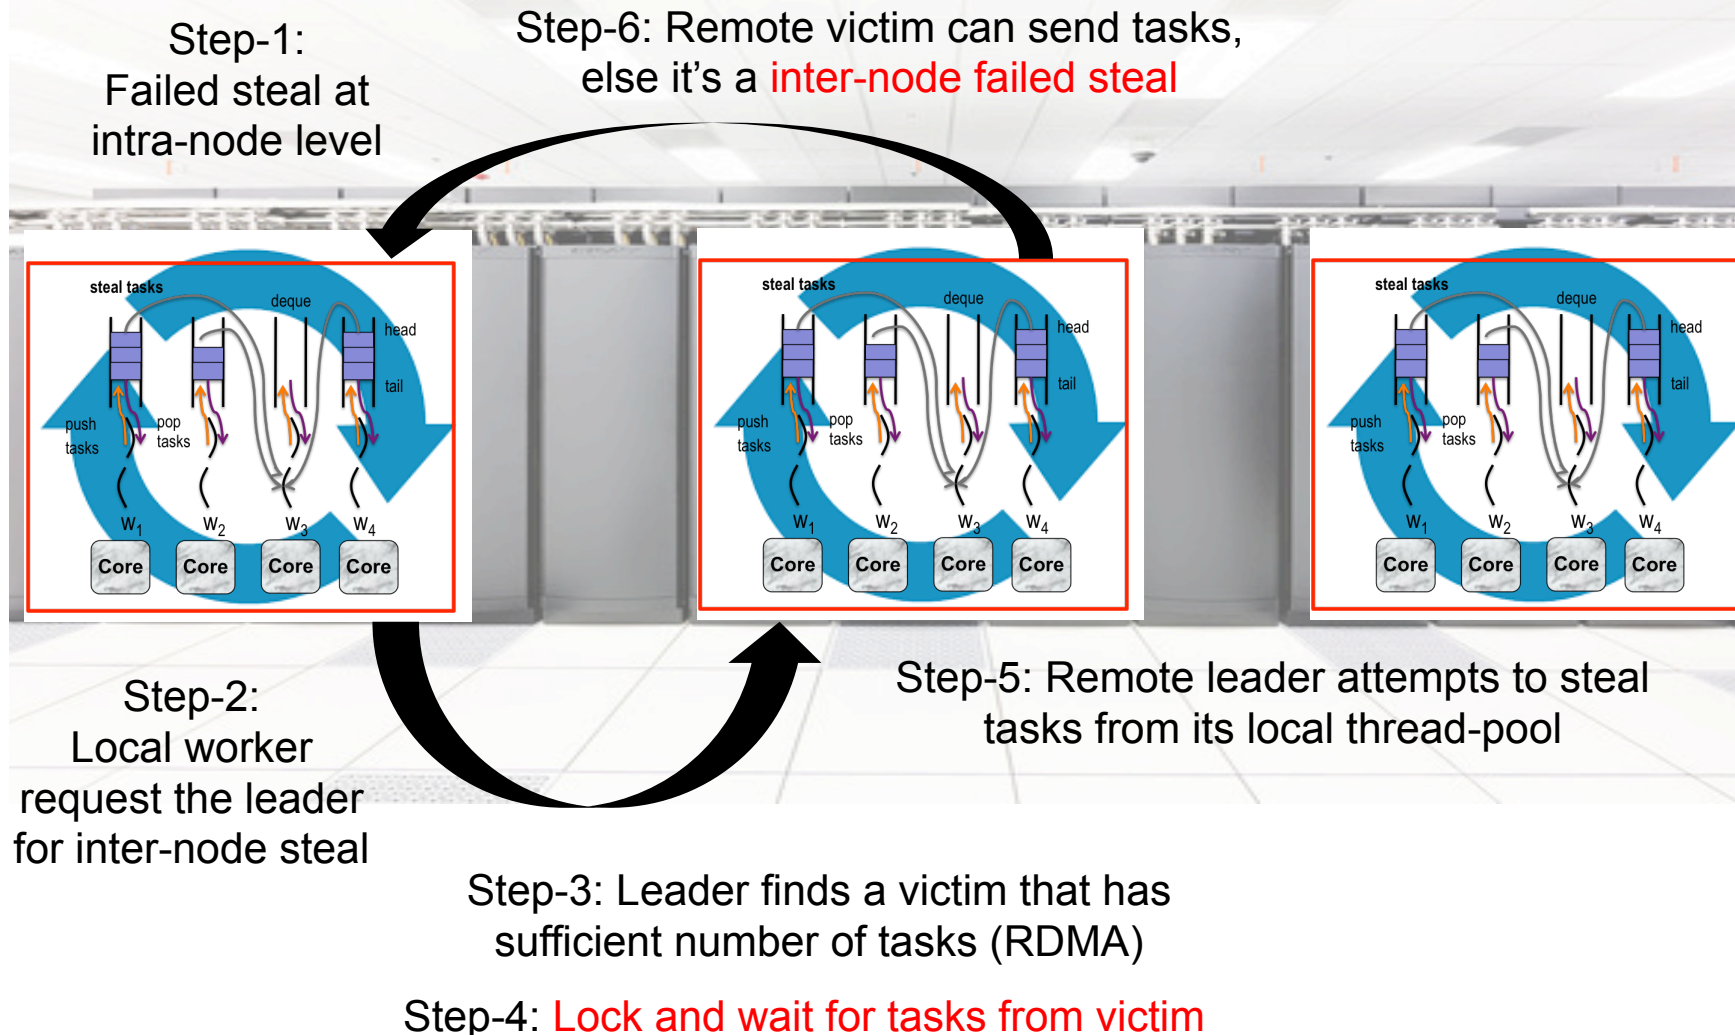 Step-1:
Failed steal at
intra-node level
Step-6: Remote victim can send tasks,
else it's a inter-node failed steal
steal tasks
deque
head
tail
push
tasks
pop
tasks
W1
W2
W3
W4
Core
Core
Core
Core
steal tasks
deque
head
tail
push
tasks
pop
tasks
W1
W2
W3
W4
Core
Core
Core
Core
steal tasks
deque
head
tail
push
tasks
pop
tasks
W1
W2
W3
W4
Core
Core
Core
Core
Step-2:
Local worker
request the leader
for inter-node steal
Step-5: Remote leader attempts to steal
tasks from its local thread-pool
Step-3: Leader finds a victim that has
sufficient number of tasks (RDMA)
Step-4: Lock and wait for tasks from victim